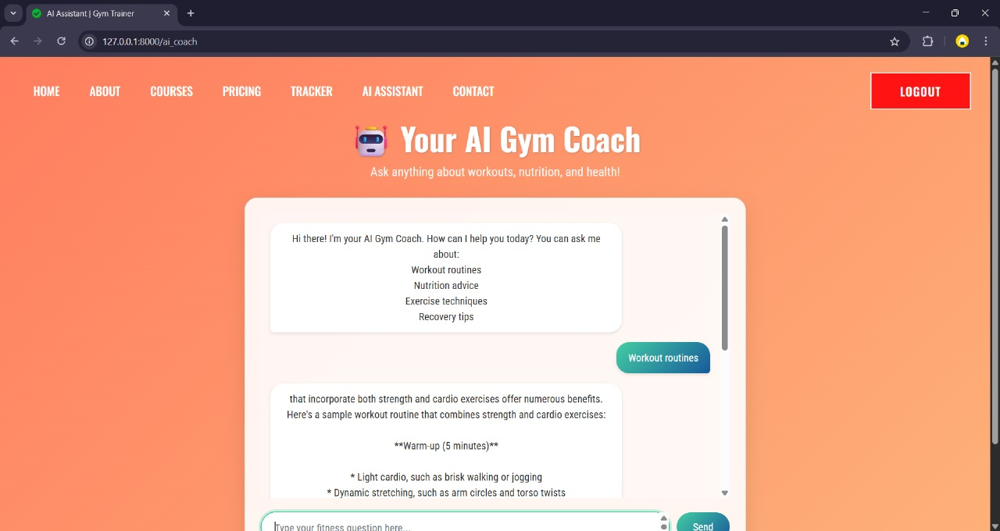 AI Assistant | Gym Trainer
127.0.0.1:8000/ai_coach
HOME ABOUT COURSES PRICING TRACKER AI ASSISTANT CONTACT LOGOUT
Your AI Gym Coach
Ask anything about workouts, nutrition, and health!
Hi there! I'm your AI Gym Coach. How can I help you today? You can ask me
about:
Workout routines
Nutrition advice
Exercise techniques
Recovery tips
Workout routines
that incorporate both strength and cardio exercises offer numerous benefits.
Here's a sample workout routine that combines strength and cardio exercises:
**Warm-up (5 minutes)**
* Light cardio, such as brisk walking or jogging
* Dynamic stretching, such as arm circles and torso twists
Type your fitness question here...
Send